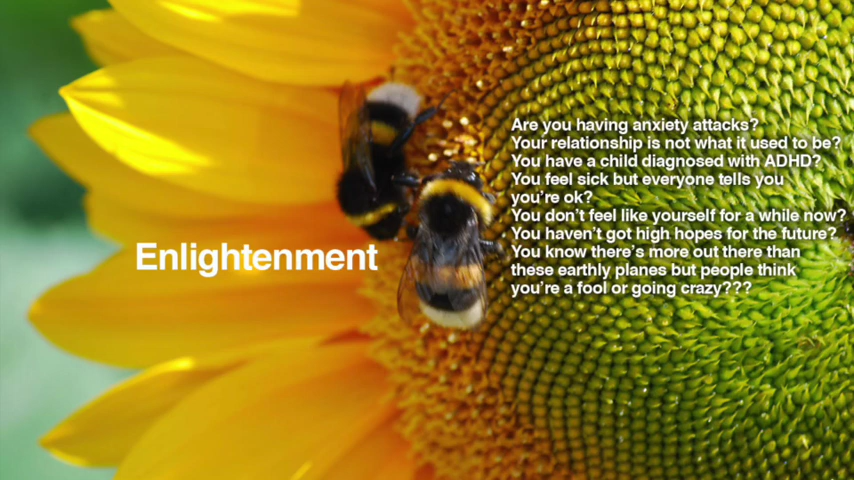 Enlightenment
Are you having anxiety attacks?
Your relationship is not what it used to be?
You have a child diagnosed with ADHD?
You feel sick but everyone tells you
you're ok?
You don't feel like yourself for a while now?
You haven't got high hopes for the future?
You know there's more out there than
these earthly planes but people think
you're a fool or going crazy???